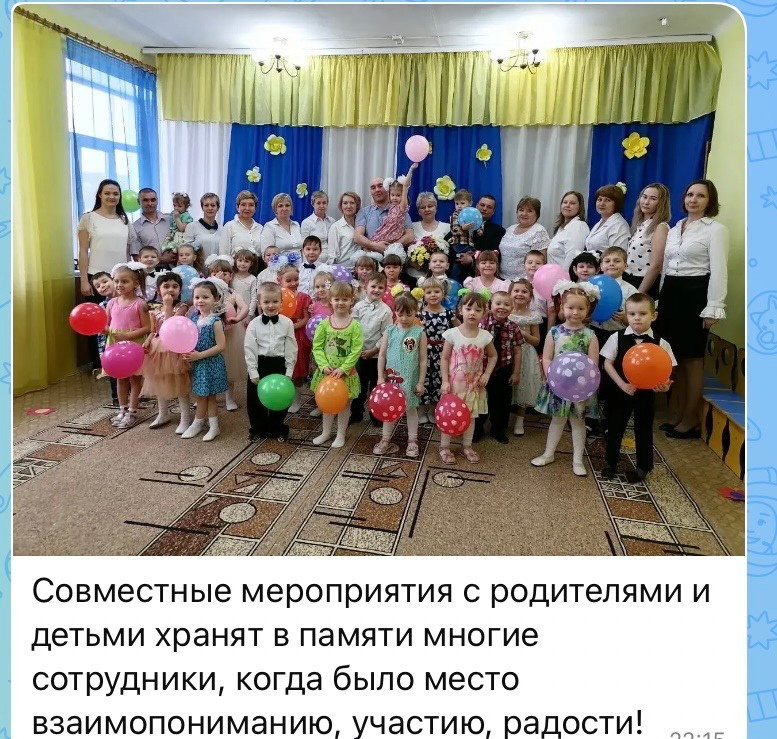 Совместные мероприятия с родителями и
детьми хранят в памяти многие
сотрудники, когда было место
взаимопониманию, участию, радости!